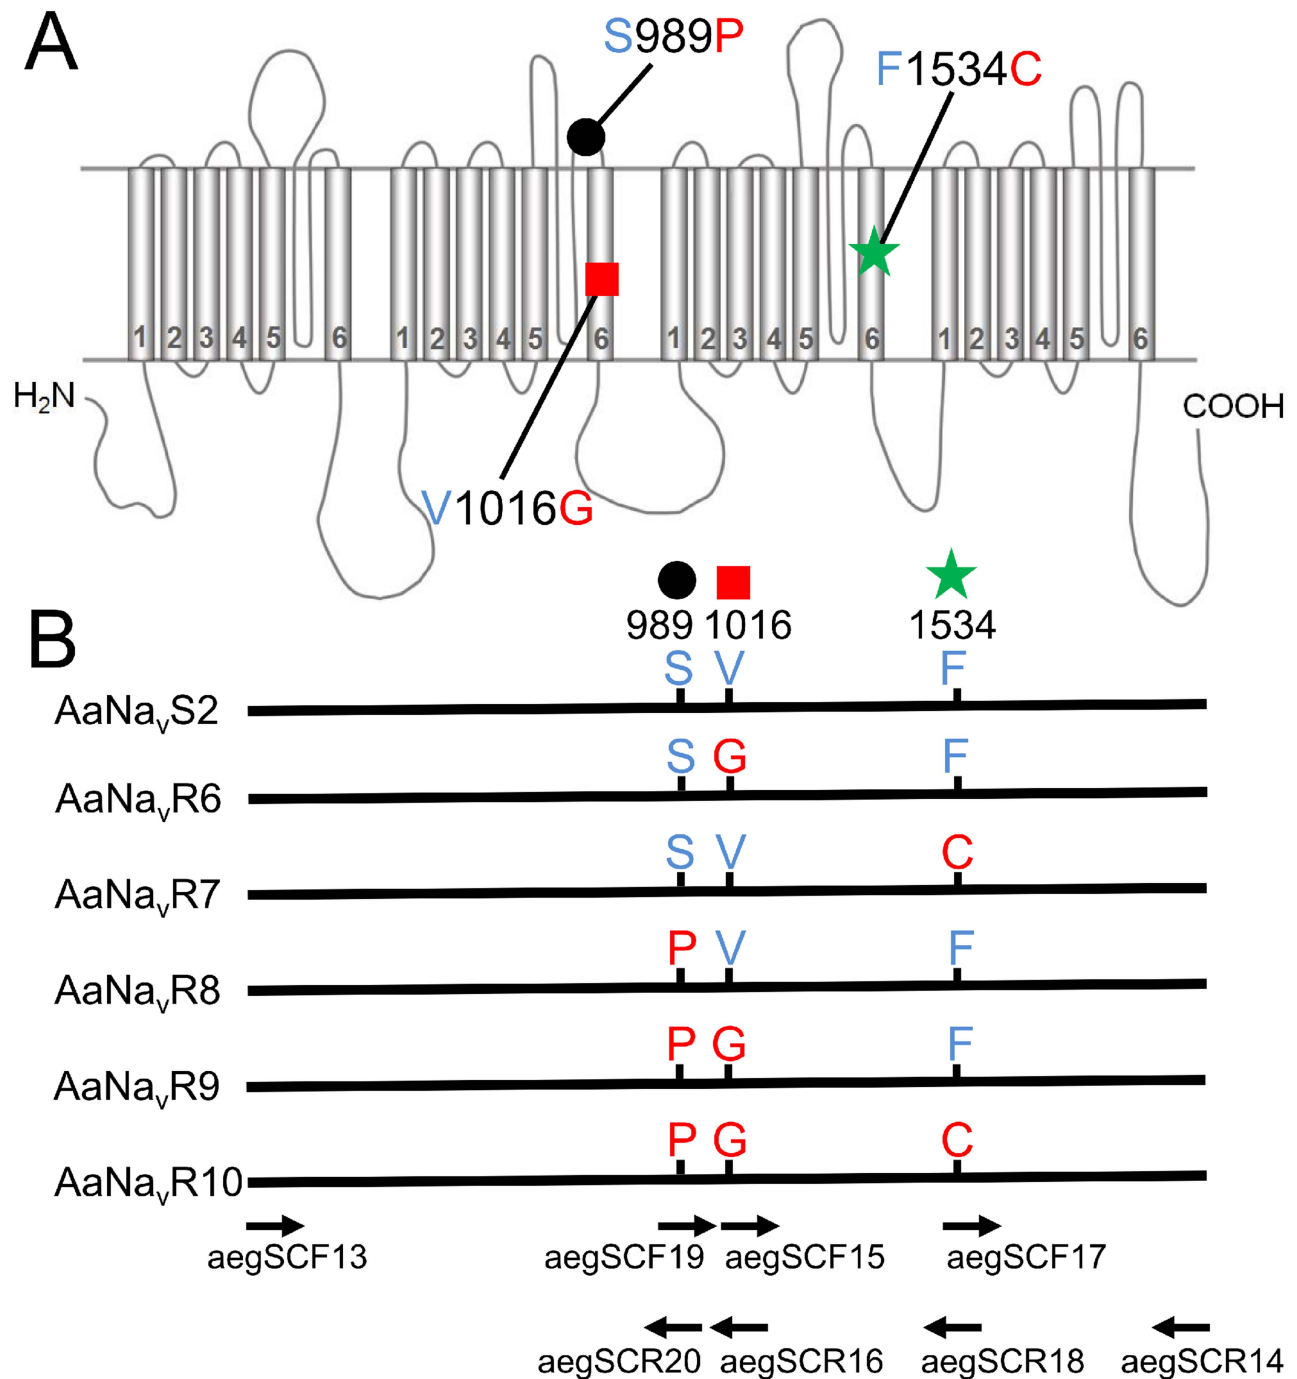 A
S989P
F1534C
1 2 3 4 5 6 1 2 3 4 5 6 1 2 3 4 5 6 1 2 3 4 5 6
H₂N
COOH
V1016G
989 1016 1534
B
S V F
AaNaᵥS2
S G F
AaNaᵥR6
S V C
AaNaᵥR7
P V F
AaNaᵥR8
P G F
AaNaᵥR9
P G C
AaNaᵥR10
aegSCF13 aegSCF19 aegSCF15 aegSCF17
aegSCR20 aegSCR16 aegSCR18 aegSCR14